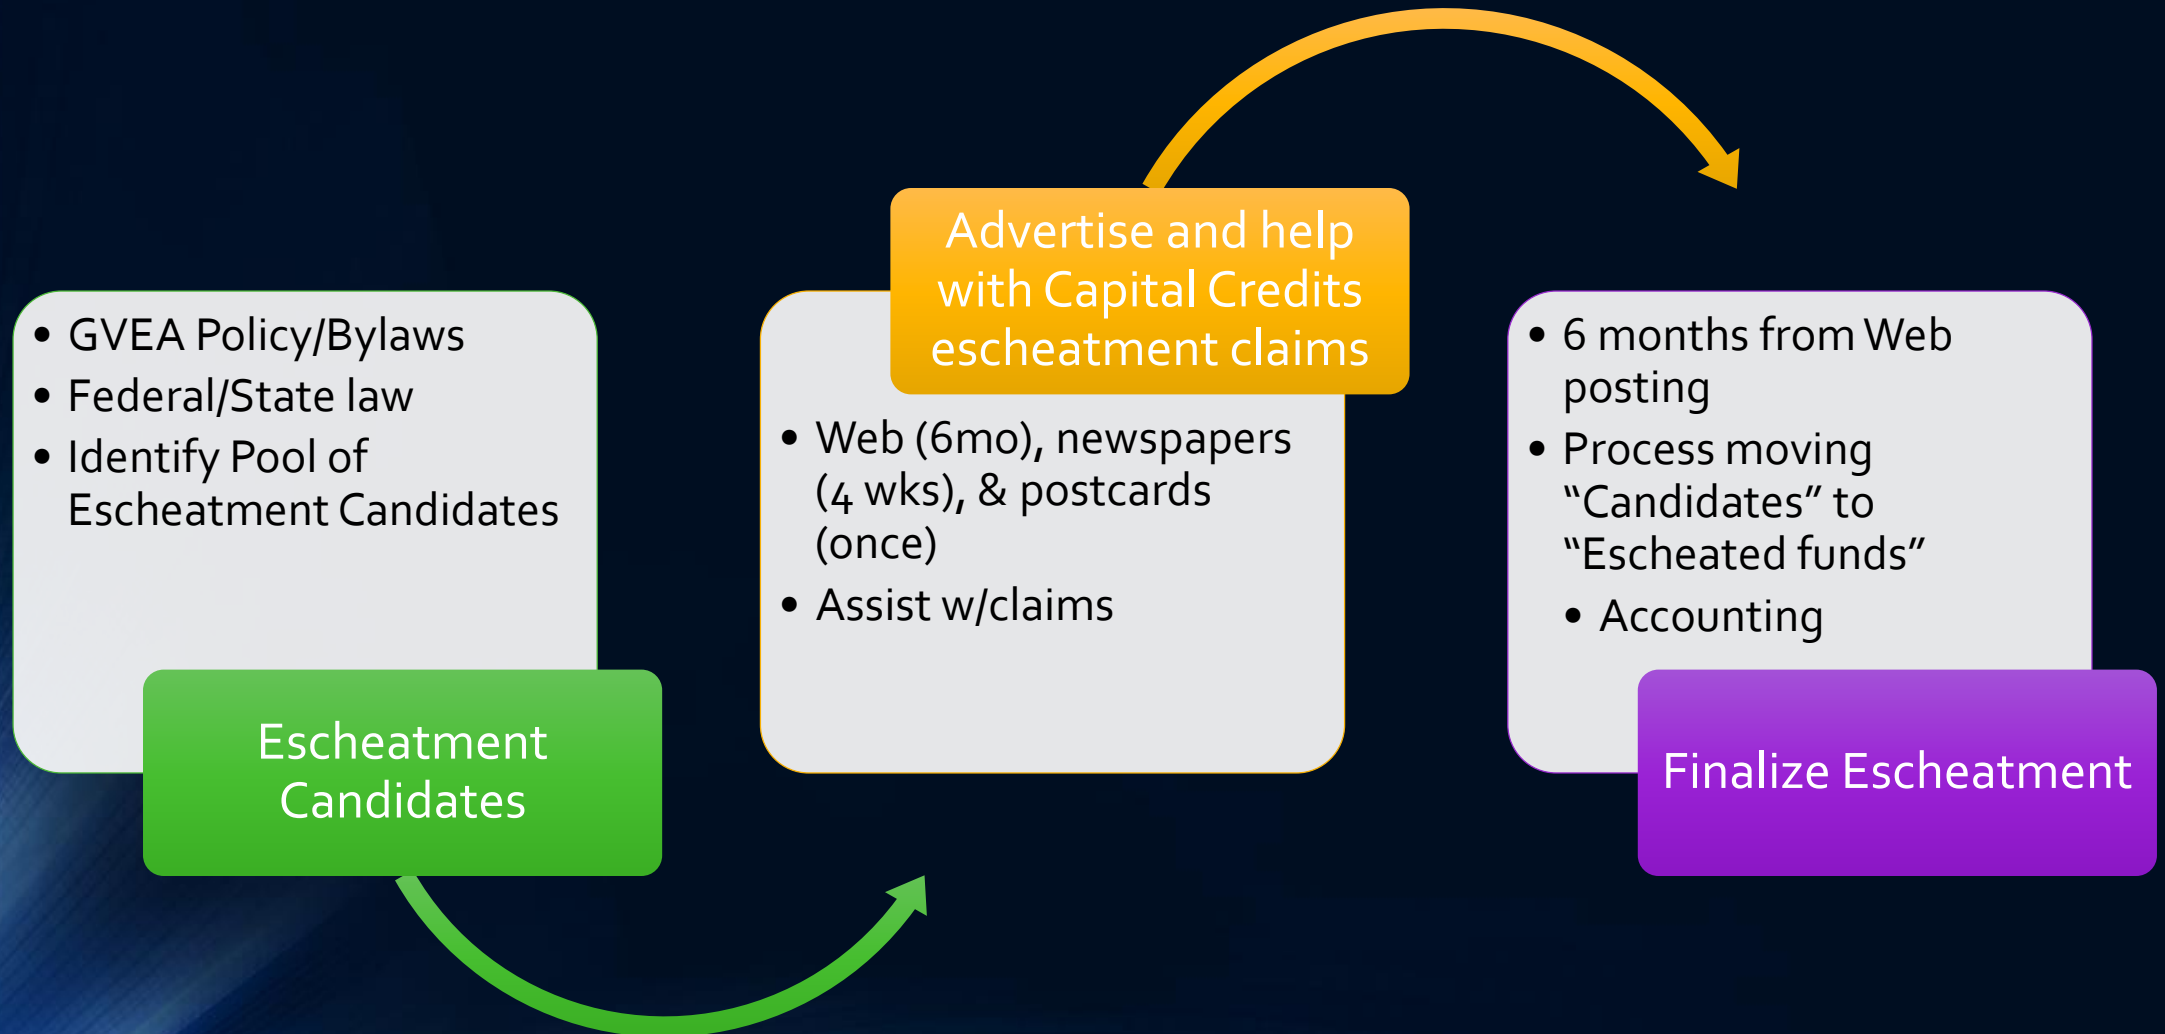 • GVEA Policy/Bylaws
• Federal/State law
• Identify Pool of
Escheatment Candidates
Escheatment
Candidates
Advertise and help
with Capital Credits
escheatment claims
• Web (6mo), newspapers
(4 wks), & postcards
(once)
• Assist w/claims
• 6 months from Web
posting
• Process moving
“Candidates” to
“Escheated funds”
• Accounting
Finalize Escheatment